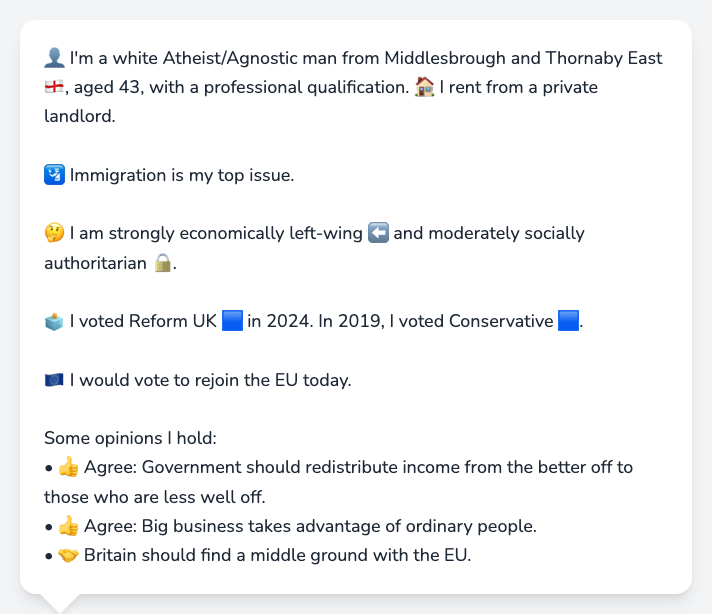 👤 I'm a white Atheist/Agnostic man from Middlesbrough and Thornaby East
🏴󠁧󠁢󠁥󠁮󠁧󠁿, aged 43, with a professional qualification. 🏠 I rent from a private
landlord.
🛂 Immigration is my top issue.
🤔 I am strongly economically left-wing ⬅️ and moderately socially
authoritarian 🔒.
🗳️ I voted Reform UK 🟦 in 2024. In 2019, I voted Conservative 🟦.
🇪🇺 I would vote to rejoin the EU today.
Some opinions I hold:
• 👍 Agree: Government should redistribute income from the better off to
those who are less well off.
• 👍 Agree: Big business takes advantage of ordinary people.
• 🤝 Britain should find a middle ground with the EU.